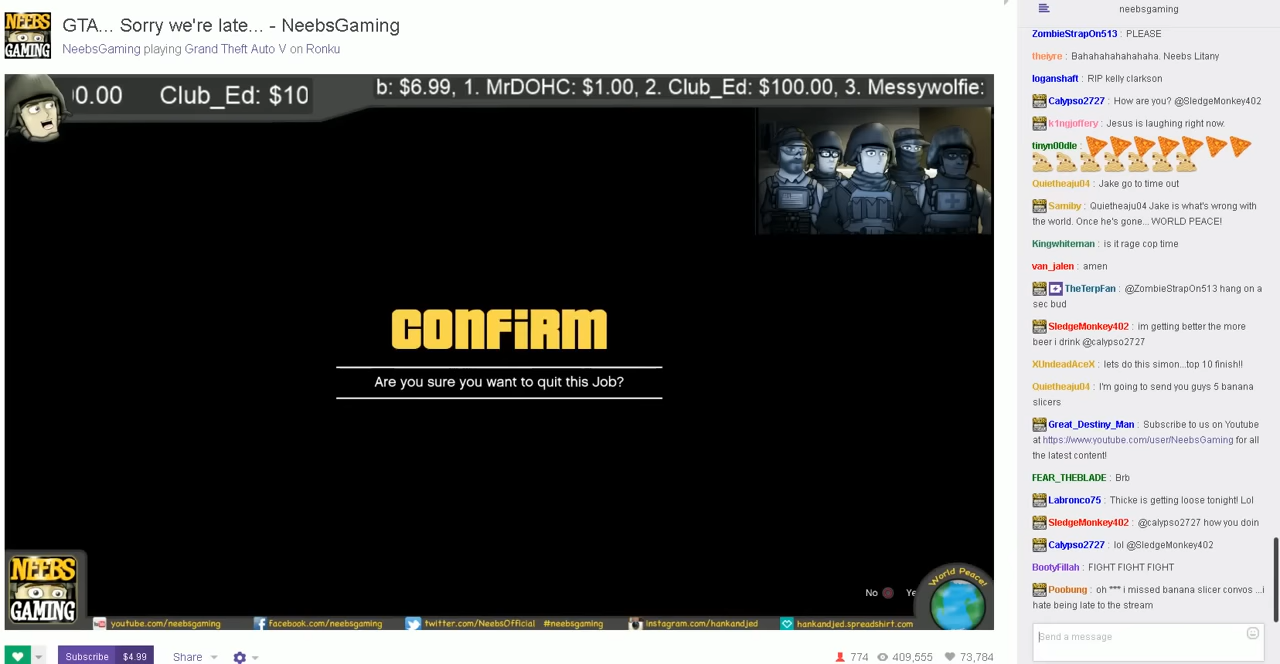 NEEBS
GAMING
GTA... Sorry we're late... - NeebsGaming
NeebsGaming playing Grand Theft Auto V on Ronku
0.00 Club_Ed: $10
b: $6.99, 1. MrDOHC: $1.00, 2. Club_Ed: $100.00, 3. Messywolfie:
CONFIRM
Are you sure you want to quit this Job?
No Ye
World Peace!
NEEBS
GAMING
youtube.com/neebsgaming facebook.com/neebsgaming twitter.com/NeebsOfficial #neebsgaming instagram.com/hankandjed hankandjed.spreadshirt.com
Subscribe $4.99 Share 774 409,555 73,784
neebsgaming
ZombieStrapOn513 : PLEASE
theiyre : Bahahahahahahaha. Neebs Litany
loganshaft : RIP kelly clarkson
Calypso2727 : How are you? @SledgeMonkey402
k1ngjoffery : Jesus is laughing right now.
tinyn00dle :
Quietheaju04 : Jake go to time out
Samiby : Quietheaju04 Jake is what's wrong with
the world. Once he's gone... WORLD PEACE!
Kingwhiteman : is it rage cop time
van_jalen : amen
TheTerpFan : @ZombieStrapOn513 hang on a
sec bud
SledgeMonkey402 : im getting better the more
beer i drink @calypso2727
XUndeadAceX : lets do this simon...top 10 finish!!
Quietheaju04 : I'm going to send you guys 5 banana
slicers
Great_Destiny_Man : Subscribe to us on Youtube
at https://www.youtube.com/user/NeebsGaming for all
the latest content!
FEAR_THEBLADE : Brb
Labronco75 : Thicke is getting loose tonight! Lol
SledgeMonkey402 : @calypso2727 how you doin
Calypso2727 : lol @SledgeMonkey402
BootyFillah : FIGHT FIGHT FIGHT
Poobung : oh *** i missed banana slicer convos ...i
hate being late to the stream
Send a message